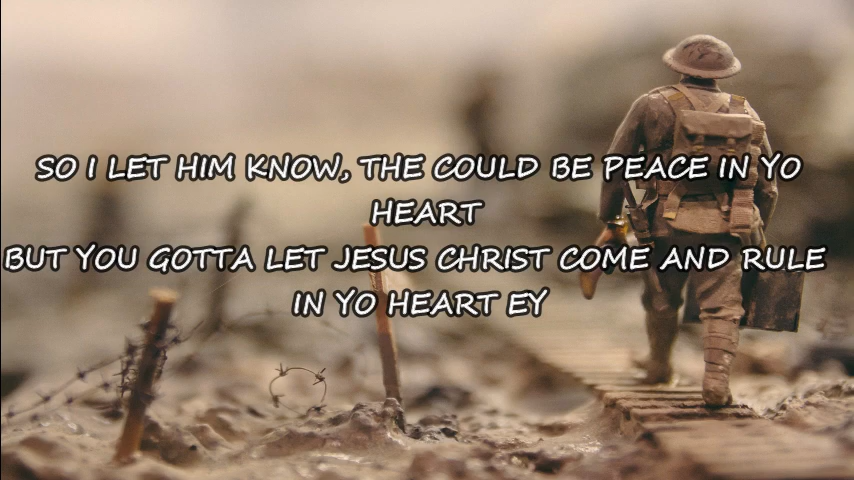 SO I LET HIM KNOW, THE COULD BE PEACE IN YO
HEART
BUT YOU GOTTA LET JESUS CHRIST COME AND RULE
IN YO HEART EY